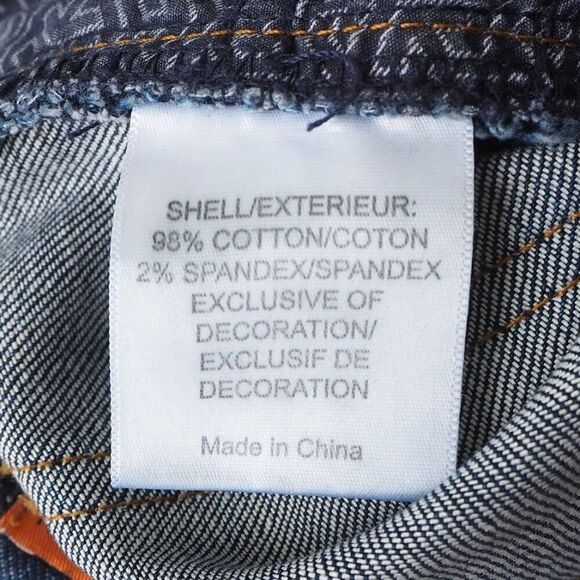 SHELL/EXTERIEUR:
98% COTTON/COTON
2% SPANDEX/SPANDEX
EXCLUSIVE OF
DECORATION/
EXCLUSIF DE
DECORATION
Made in China